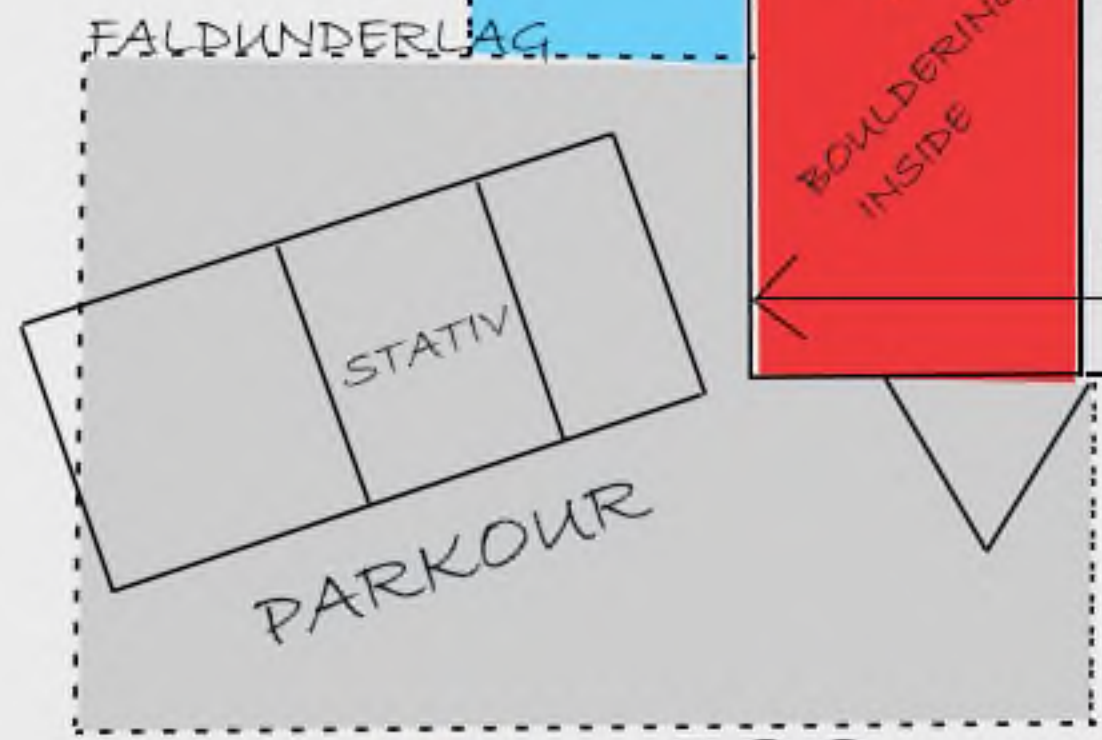 FALDUNDERLAG
BOULDERING
INSIDE
STATIV
PARKOUR